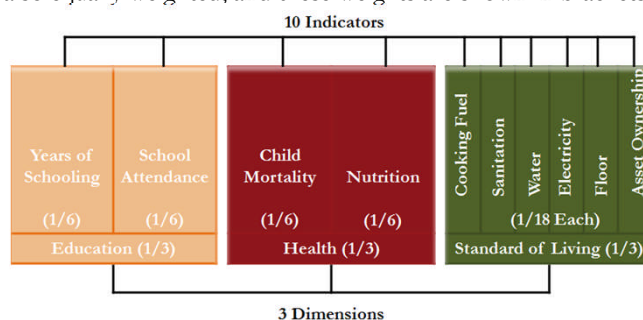 10 Indicators
Years of
Schooling
(1/6)
School
Attendance
(1/6)
Education (1/3)
Child
Mortality
(1/6)
Nutrition
(1/6)
Health (1/3)
Cooking Fuel
Sanitation
Water
Electricity
Floor
Asset Ownership
(1/18 Each)
Standard of Living (1/3)
3 Dimensions